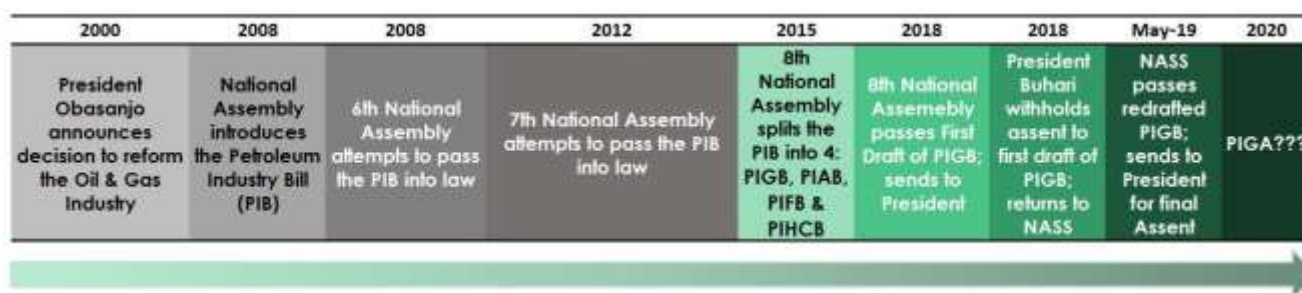 2000
2008
2008
2012
2015
2018
2018
May-19
2020
President
Obasanjo
announces
decision to reform
the Oil & Gas
Industry
National
Assembly
introduces
the Petroleum
Industry Bill
(PIB)
6th National
Assembly
attempts to pass
the PIB into law
7th National Assembly
attempts to pass the PIB
into law
8th
National
Assembly
splits the
PIB into 4:
PIGB, PIAB,
PIFB &
PIHCB
8th National
Assemebly
passes First
Draft of PIGB;
sends to
President
President
Buhari
withholds
assent to
first draft of
PIGB;
returns to
NASS
NASS
passes
redrafted
PIGB;
sends to
President
for final
Assent
PIGA???